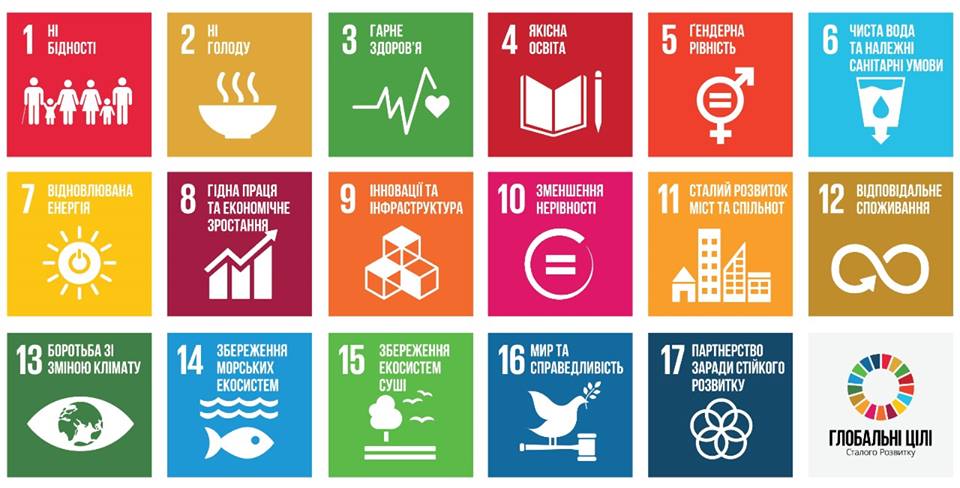 1 НІ
БІДНОСТІ
2 НІ
ГОЛОДУ
3 ГАРНЕ
ЗДОРОВ'Я
4 ЯКІСНА
ОСВІТА
5 ҐЕНДЕРНА
РІВНІСТЬ
6 ЧИСТА ВОДА
ТА НАЛЕЖНІ
САНІТАРНІ УМОВИ
7 ВІДНОВЛЮВАНА
ЕНЕРГІЯ
8 ГІДНА ПРАЦЯ
ТА ЕКОНОМІЧНЕ
ЗРОСТАННЯ
9 ІННОВАЦІЇ ТА
ІНФРАСТРУКТУРА
10 ЗМЕНШЕННЯ
НЕРІВНОСТІ
11 СТАЛИЙ РОЗВИТОК
МІСТ ТА СПІЛЬНОТ
12 ВІДПОВІДАЛЬНЕ
СПОЖИВАННЯ
13 БОРОТЬБА ЗІ
ЗМІНОЮ КЛІМАТУ
14 ЗБЕРЕЖЕННЯ
МОРСЬКИХ
ЕКОСИСТЕМ
15 ЗБЕРЕЖЕННЯ
ЕКОСИСТЕМ
СУШІ
16 МИР ТА
СПРАВЕДЛИВІСТЬ
17 ПАРТНЕРСТВО
ЗАРАДИ СТІЙКОГО
РОЗВИТКУ
ГЛОБАЛЬНІ ЦІЛІ
Сталого Розвитку